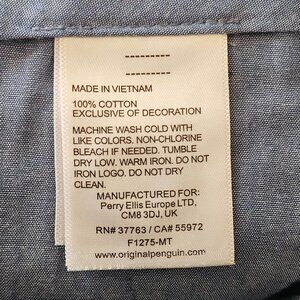 ---------
---------
MADE IN VIETNAM
100% COTTON
EXCLUSIVE OF DECORATION
MACHINE WASH COLD WITH
LIKE COLORS. NON-CHLORINE
BLEACH IF NEEDED. TUMBLE
DRY LOW. WARM IRON. DO NOT
IRON LOGO. DO NOT DRY
CLEAN.
MANUFACTURED FOR:
Perry Ellis Europe LTD,
CM8 3DJ, UK
RN# 37763 / CA# 55972
F1275-MT
www.originalpenguin.com